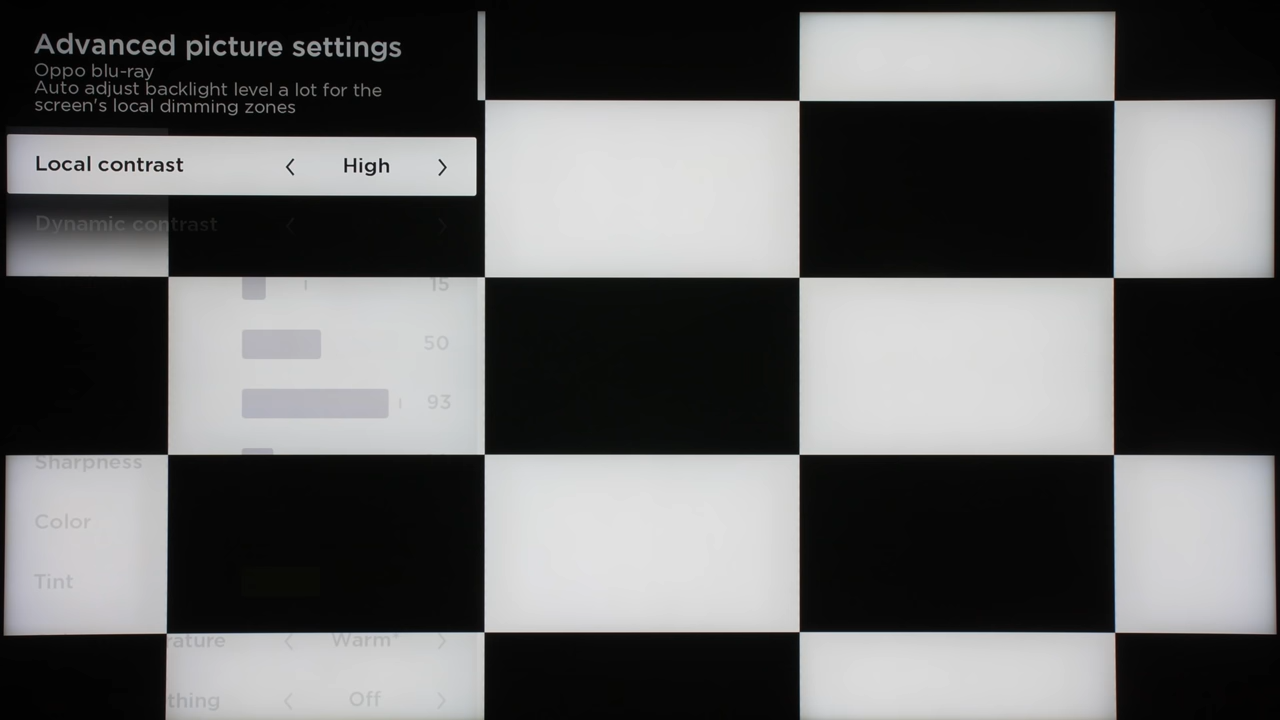 Advanced picture settings
Oppo blu-ray
Auto adjust backlight level a lot for the
screen's local dimming zones
Local contrast < High >
Dynamic contrast < >
15
50
93
Sharpness
Color
Tint
rature < Warm* >
thing < Off >